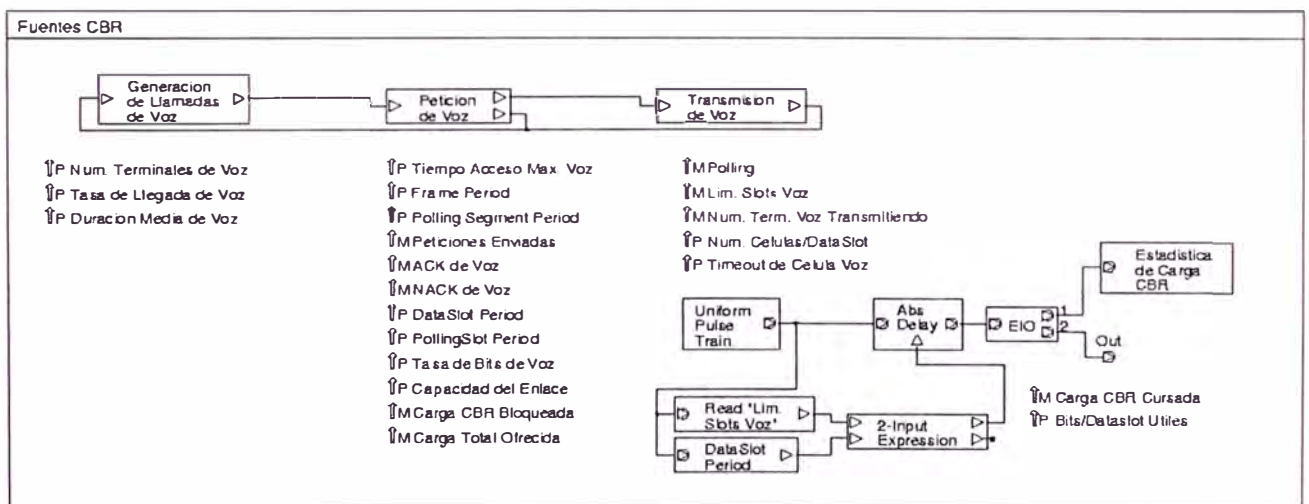 Fuentes CBR
Generacion
de Llamadas
de Voz
Peticion
de Voz
Transmision
de Voz
⇧P Num. Terminales de Voz
⇧P Tasa de Llegada de Voz
⇧P Duracion Media de Voz
⇧P Tiempo Acceso Max. Voz
⇧P Frame Period
⇧P Polling Segment Period
⇧M Peticiones Enviadas
⇧M ACK de Voz
⇧M NACK de Voz
⇧P DataSlot Period
⇧P PollingSlot Period
⇧P Tasa de Bits de Voz
⇧P Capacidad del Enlace
⇧M Carga CBR Bloqueada
⇧M Carga Total Ofrecida
⇧M Polling
⇧M Lim. Slots Voz
⇧M Num. Term. Voz Transmitiendo
⇧P Num. Celulas/DataSlot
⇧P Timeout de Celula Voz
Uniform
Pulse
Train
Abs
Delay
EIO
1
2
Estadistica
de Carga
CBR
Out
Read 'Lim.
Slots Voz'
DataSlot
Period
2-Input
Expression
⇧M Carga CBR Cursada
⇧P Bits/Dataslot Utiles